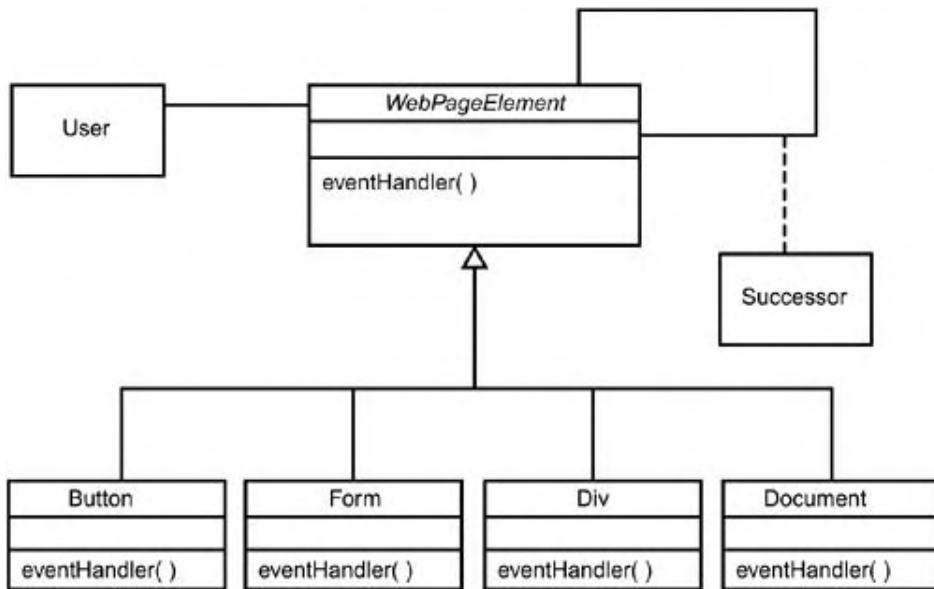 WebPageElement
User
eventHandler( )
Successor
Button
Form
Div
Document
eventHandler( )
eventHandler( )
eventHandler( )
eventHandler( )